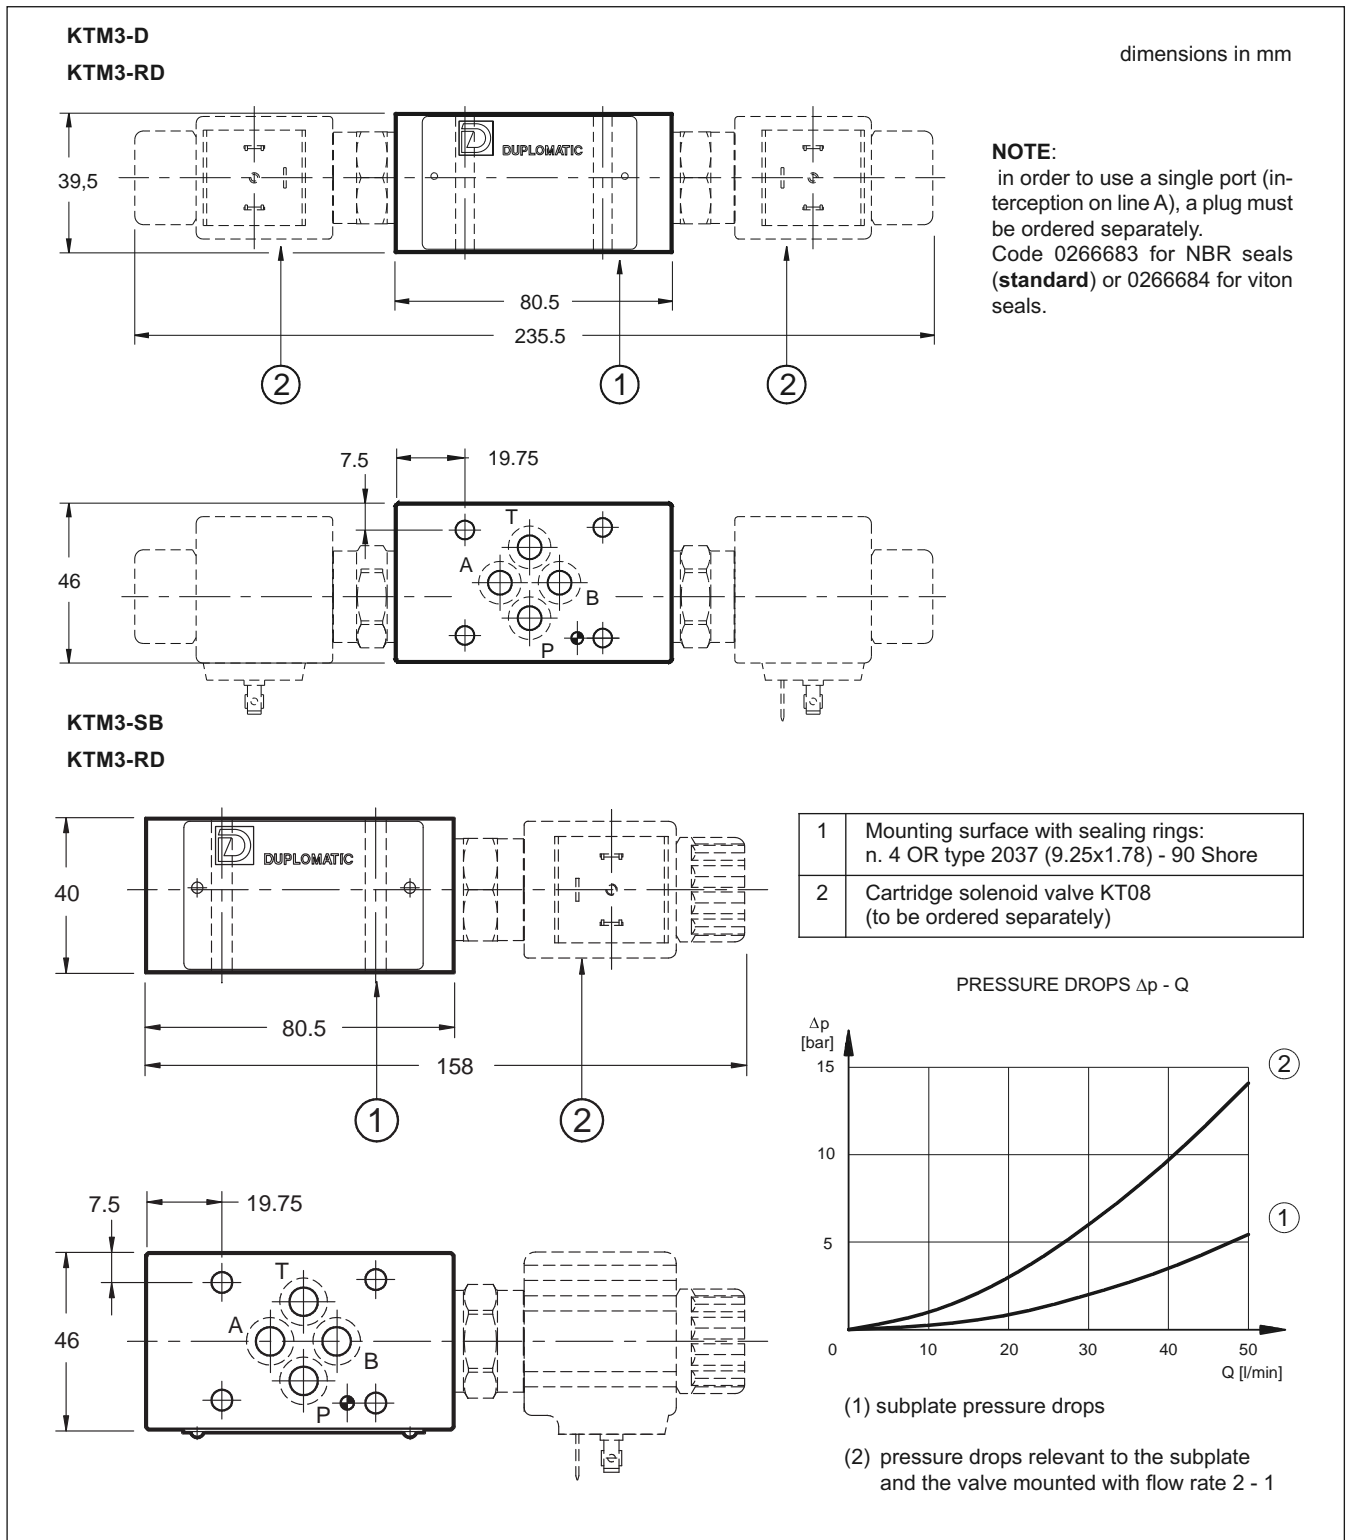 KTM3-D
KTM3-RD
dimensions in mm
DUPLOMATIC
39,5
80.5
235.5
2
1
2
NOTE:
in order to use a single port (in-
terception on line A), a plug must
be ordered separately.
Code 0266683 for NBR seals
(standard) or 0266684 for viton
seals.
7.5
19.75
46
T
A
B
P
KTM3-SB
KTM3-RD
DUPLOMATIC
40
80.5
158
1
2
1 Mounting surface with sealing rings:
n. 4 OR type 2037 (9.25x1.78) - 90 Shore
2 Cartridge solenoid valve KT08
(to be ordered separately)
7.5
19.75
46
T
A
B
P
PRESSURE DROPS Δp - Q
Δp
[bar]
15
10
5
0
10
20
30
40
50
Q [l/min]
2
1
(1) subplate pressure drops
(2) pressure drops relevant to the subplate
and the valve mounted with flow rate 2 - 1